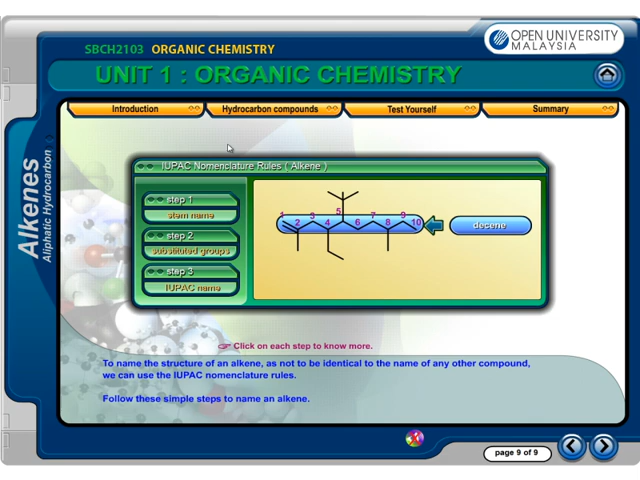 OPEN UNIVERSITY
MALAYSIA
SBCH2103 ORGANIC CHEMISTRY
UNIT 1 : ORGANIC CHEMISTRY
Introduction
Hydrocarbon compounds
Test Yourself
Summary
Alkenes
Aliphatic Hydrocarbon
IUPAC Nomenclature Rules ( Alkene )
step 1
stem name
step 2
substituted groups
step 3
IUPAC name
1 2 3 4 5 6 7 8 9 10
decene
Click on each step to know more.
To name the structure of an alkene, as not to be identical to the name of any other compound,
we can use the IUPAC nomenclature rules.
Follow these simple steps to name an alkene.
page 9 of 9